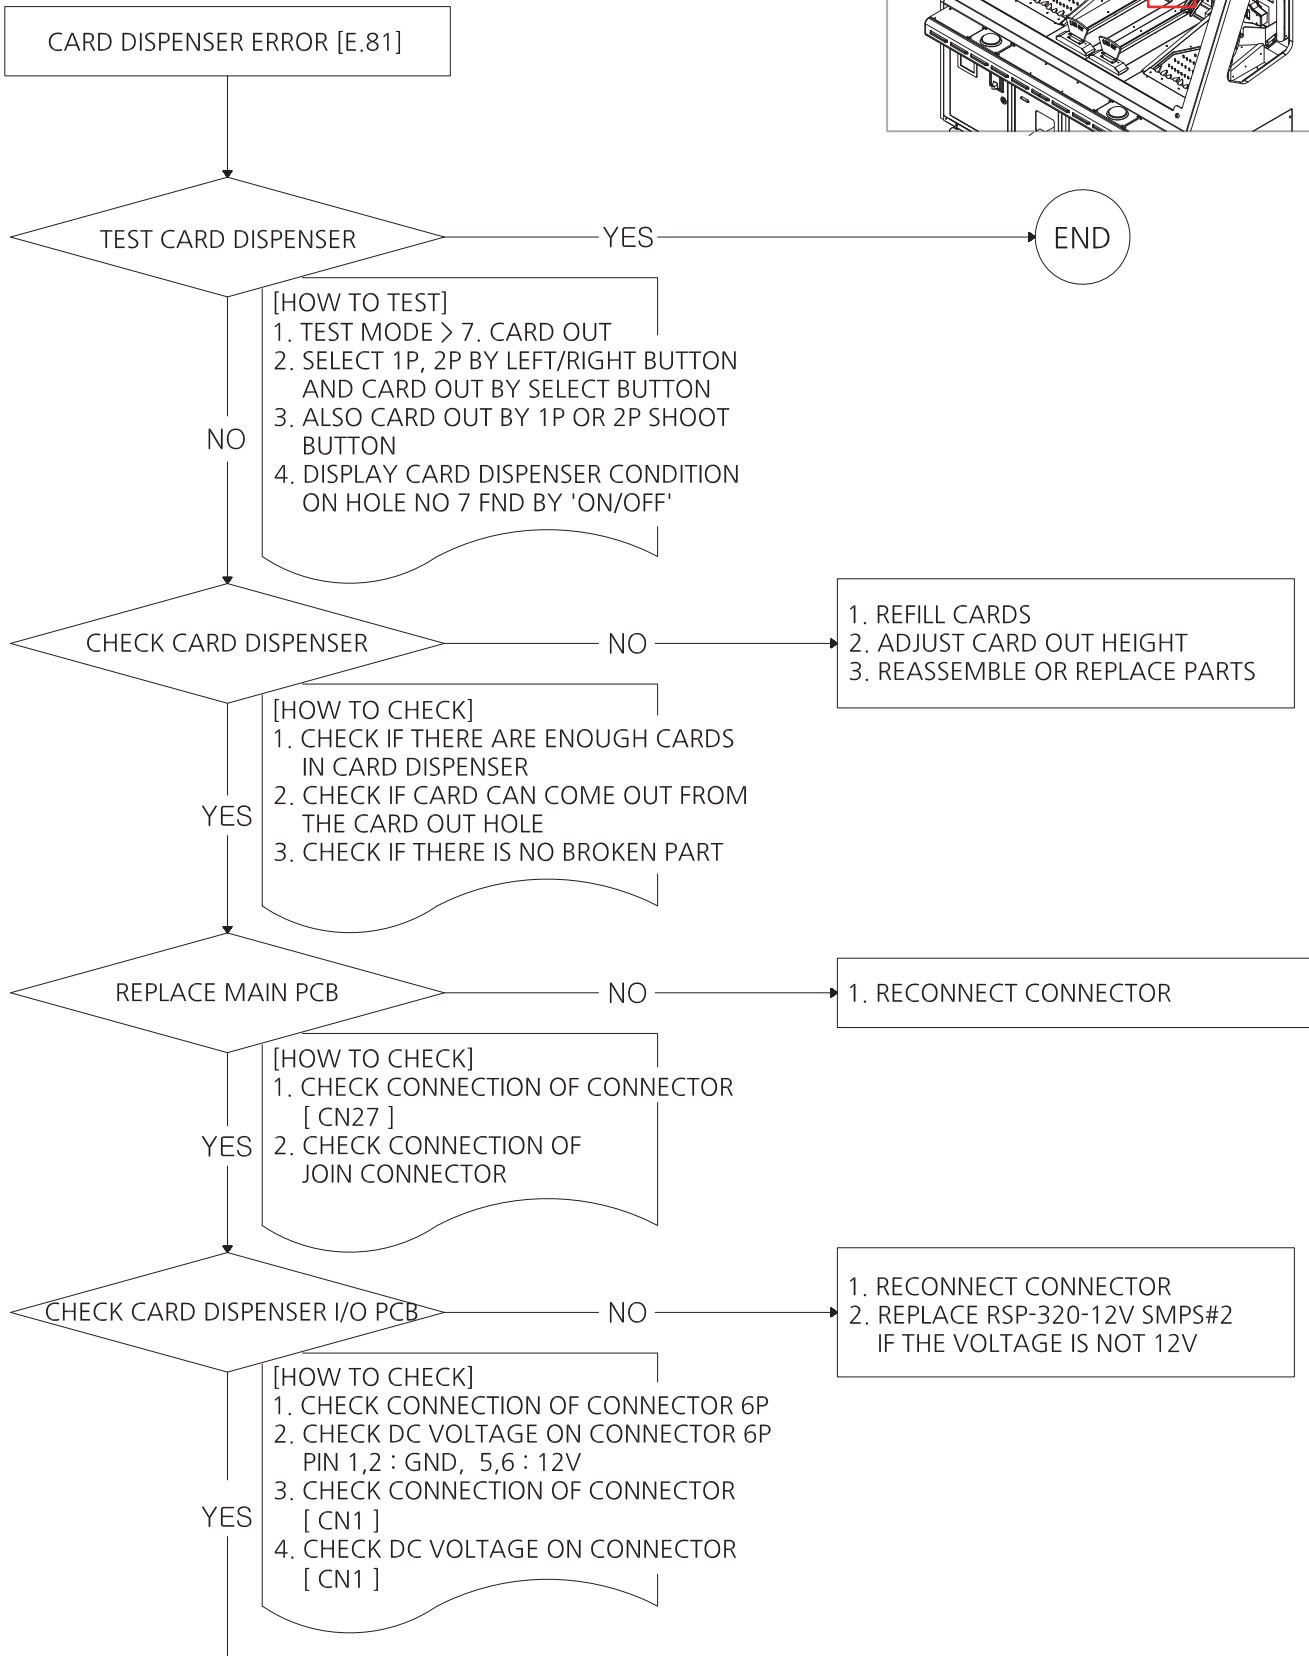 CARD DISPENSER ERROR [E.81]
TEST CARD DISPENSER
YES
END
[HOW TO TEST]
1. TEST MODE > 7. CARD OUT
2. SELECT 1P, 2P BY LEFT/RIGHT BUTTON
AND CARD OUT BY SELECT BUTTON
3. ALSO CARD OUT BY 1P OR 2P SHOOT
BUTTON
4. DISPLAY CARD DISPENSER CONDITION
ON HOLE NO 7 FND BY 'ON/OFF'
NO
CHECK CARD DISPENSER
NO
1. REFILL CARDS
2. ADJUST CARD OUT HEIGHT
3. REASSEMBLE OR REPLACE PARTS
[HOW TO CHECK]
1. CHECK IF THERE ARE ENOUGH CARDS
IN CARD DISPENSER
2. CHECK IF CARD CAN COME OUT FROM
THE CARD OUT HOLE
3. CHECK IF THERE IS NO BROKEN PART
YES
REPLACE MAIN PCB
NO
1. RECONNECT CONNECTOR
[HOW TO CHECK]
1. CHECK CONNECTION OF CONNECTOR
[ CN27 ]
2. CHECK CONNECTION OF
JOIN CONNECTOR
YES
CHECK CARD DISPENSER I/O PCB
NO
1. RECONNECT CONNECTOR
2. REPLACE RSP-320-12V SMPS#2
IF THE VOLTAGE IS NOT 12V
[HOW TO CHECK]
1. CHECK CONNECTION OF CONNECTOR 6P
2. CHECK DC VOLTAGE ON CONNECTOR 6P
PIN 1,2 : GND, 5,6 : 12V
3. CHECK CONNECTION OF CONNECTOR
[ CN1 ]
4. CHECK DC VOLTAGE ON CONNECTOR
[ CN1 ]
YES